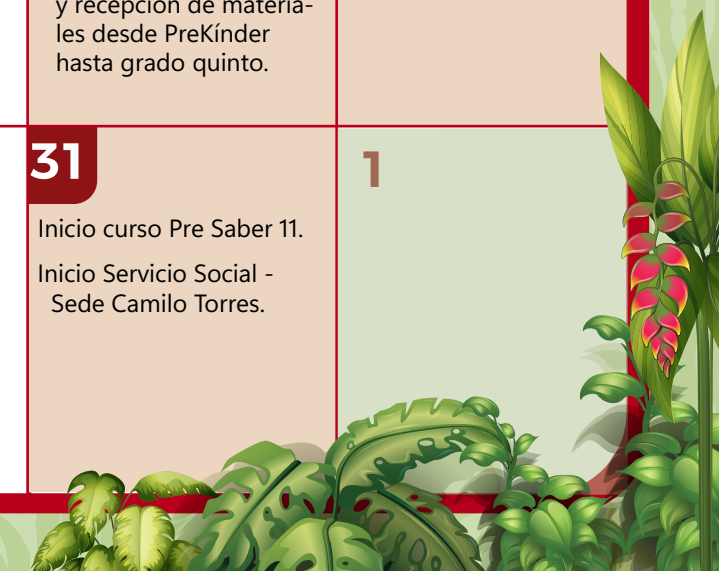 y recepción de materia-
les desde PreKínder
hasta grado quinto.
31
Inicio curso Pre Saber 11.
Inicio Servicio Social -
Sede Camilo Torres.
1